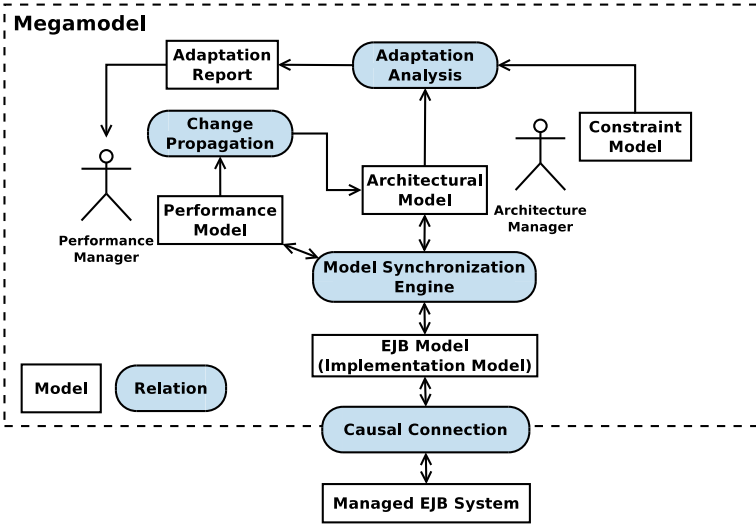 Megamodel
Adaptation
Report
Adaptation
Analysis
Change
Propagation
Constraint
Model
Architectural
Model
Architecture
Manager
Performance
Model
Performance
Manager
Model Synchronization
Engine
EJB Model
(Implementation Model)
Model
Relation
Causal Connection
Managed EJB System